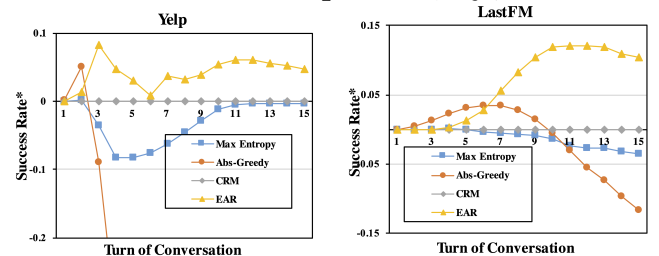 Yelp
0.1
0
-0.1
-0.2
1 3 5 7 9 11 13 15
Success Rate*
Max Entropy
Abs-Greedy
CRM
EAR
Turn of Conversation
LastFM
0.15
0.05
-0.05
-0.15
1 3 5 7 9 11 13 15
Success Rate*
Max Entropy
Abs-Greedy
CRM
EAR
Turn of Conversation